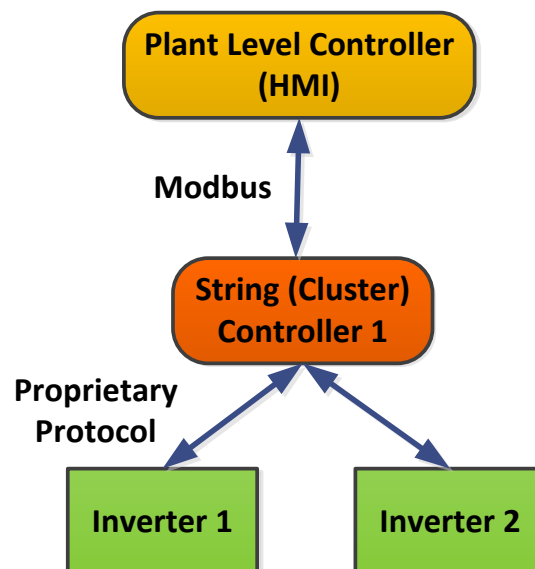 Plant Level Controller
(HMI)
Modbus
String (Cluster)
Controller 1
Proprietary
Protocol
Inverter 1
Inverter 2